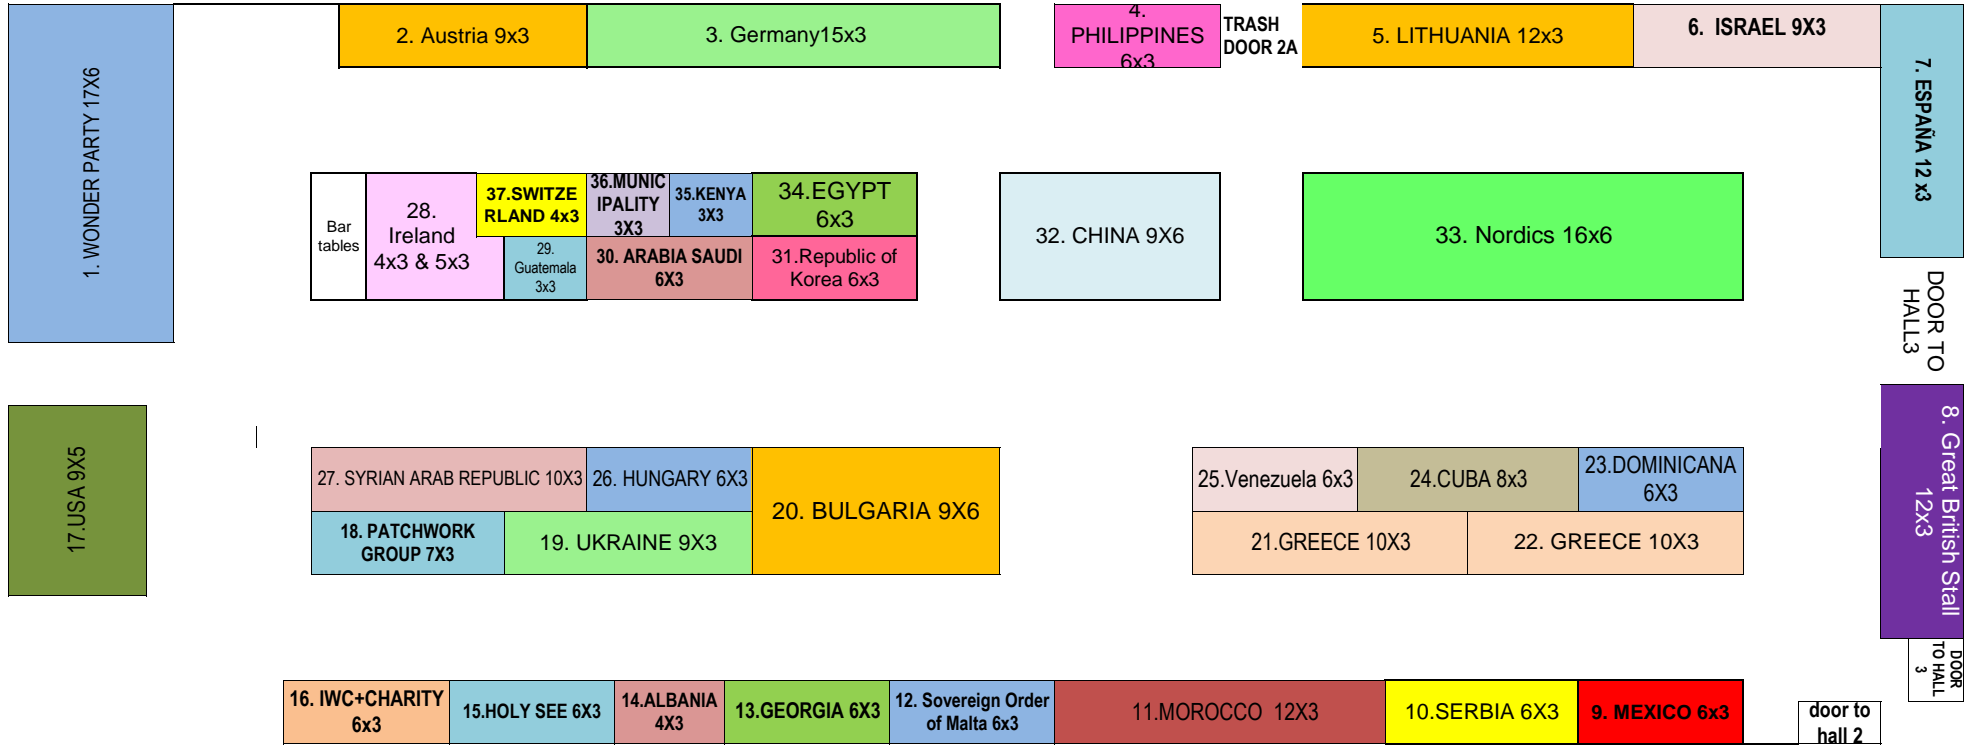 1. WONDER PARTY 17X6
2. Austria 9x3
3. Germany15x3
4.
PHILIPPINES
6x3
TRASH
DOOR 2A
5. LITHUANIA 12x3
6. ISRAEL 9X3
7. ESPAÑA 12 x3
Bar
tables
28.
Ireland
4x3 & 5x3
37.SWITZE
RLAND 4x3
36.MUNIC
IPALITY
3X3
35.KENYA
3X3
34.EGYPT
6x3
29.
Guatemala
3x3
30. ARABIA SAUDI
6X3
31.Republic of
Korea 6x3
32. CHINA 9X6
33. Nordics 16x6
DOOR TO
HALL3
17.USA 9X5
27. SYRIAN ARAB REPUBLIC 10X3
26. HUNGARY 6X3
20. BULGARIA 9X6
18. PATCHWORK
GROUP 7X3
19. UKRAINE 9X3
25.Venezuela 6x3
24.CUBA 8x3
23.DOMINICANA
6X3
21.GREECE 10X3
22. GREECE 10X3
8. Great British Stall
12x3
DOOR
TO HALL
3
16. IWC+CHARITY
6x3
15.HOLY SEE 6X3
14.ALBANIA
4X3
13.GEORGIA 6X3
12. Sovereign Order
of Malta 6x3
11.MOROCCO 12X3
10.SERBIA 6X3
9. MEXICO 6x3
door to
hall 2